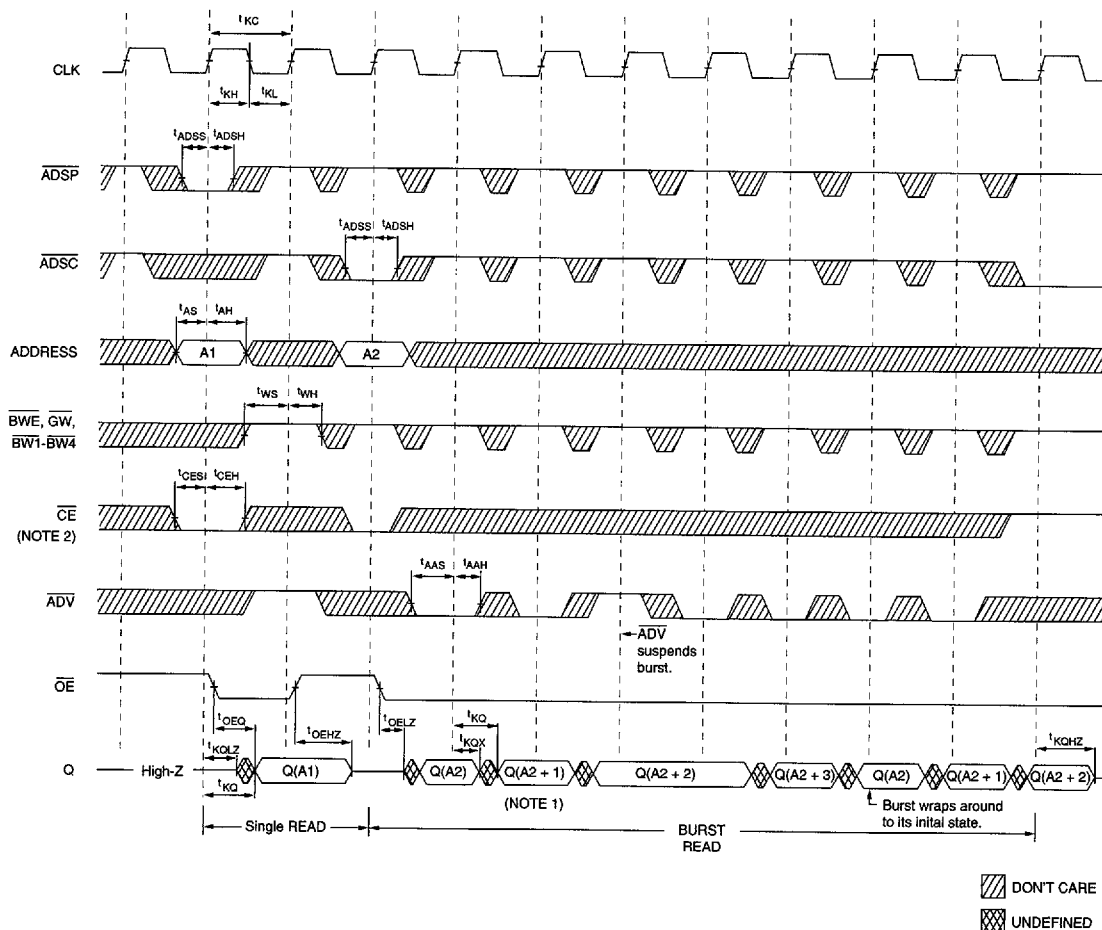 tKC
CLK
tKH
tKL
tADSS
tADSH
ADSP
tADSS
tADSH
ADSC
tAS
tAH
ADDRESS
A1
A2
tWS
tWH
BWE, GW,
BW1-BW4
tCES
tCEH
CE
(NOTE 2)
tAAS
tAAH
ADV
ADV
suspends
burst.
OE
tOEQ
tOEHZ
tOELZ
tKQ
tKQX
tKQLZ
tKQHZ
Q
High-Z
Q(A1)
Q(A2)
Q(A2 + 1)
Q(A2 + 2)
Q(A2 + 3)
Q(A2)
Q(A2 + 1)
Q(A2 + 2)
tKQ
(NOTE 1)
Burst wraps around
to its inital state.
Single READ
BURST
READ
DON'T CARE
UNDEFINED